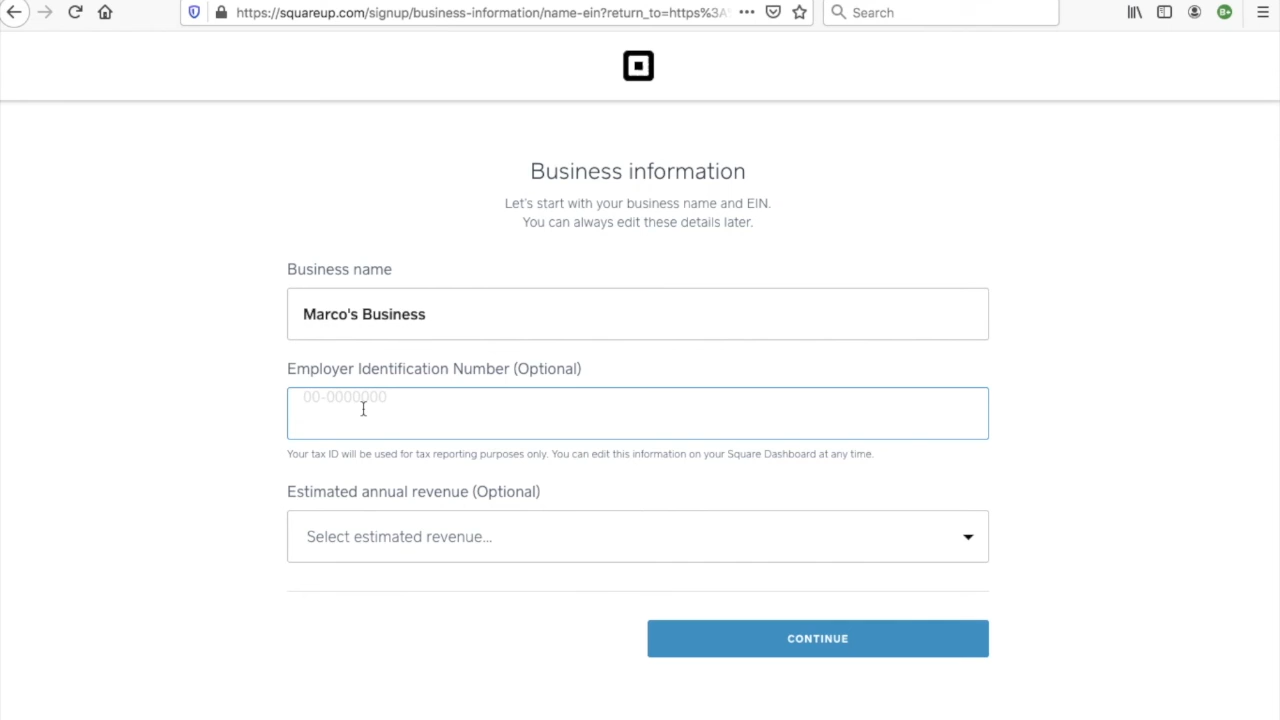 https://squareup.com/signup/business-information/name-ein?return_to=https%3A
Search
Business information
Let's start with your business name and EIN.
You can always edit these details later.
Business name
Marco's Business
Employer Identification Number (Optional)
00-0000000
Your tax ID will be used for tax reporting purposes only. You can edit this information on your Square Dashboard at any time.
Estimated annual revenue (Optional)
Select estimated revenue...
CONTINUE